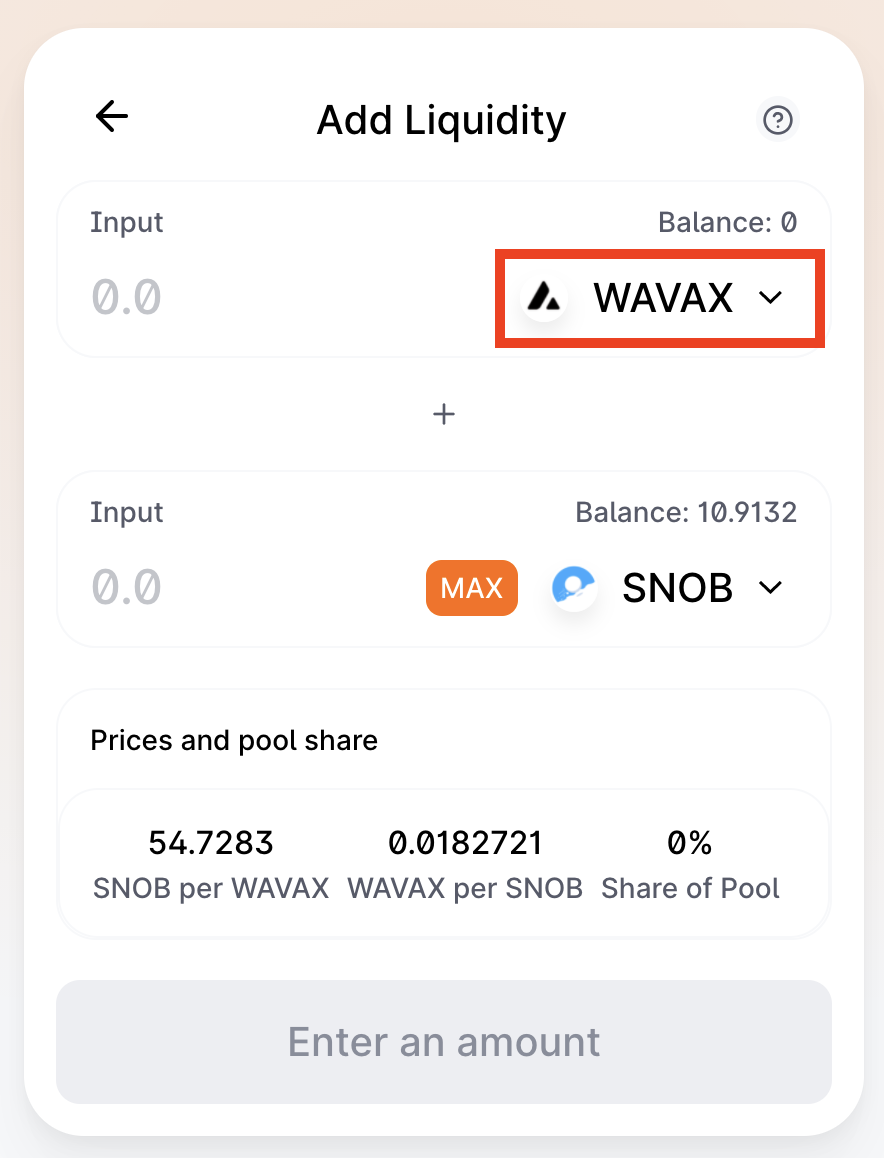 Add Liquidity
Input
Balance: 0
0.0
WAVAX
+
Input
Balance: 10.9132
0.0
MAX
SNOB
Prices and pool share
54.7283
0.0182721
0%
SNOB per WAVAX
WAVAX per SNOB
Share of Pool
Enter an amount